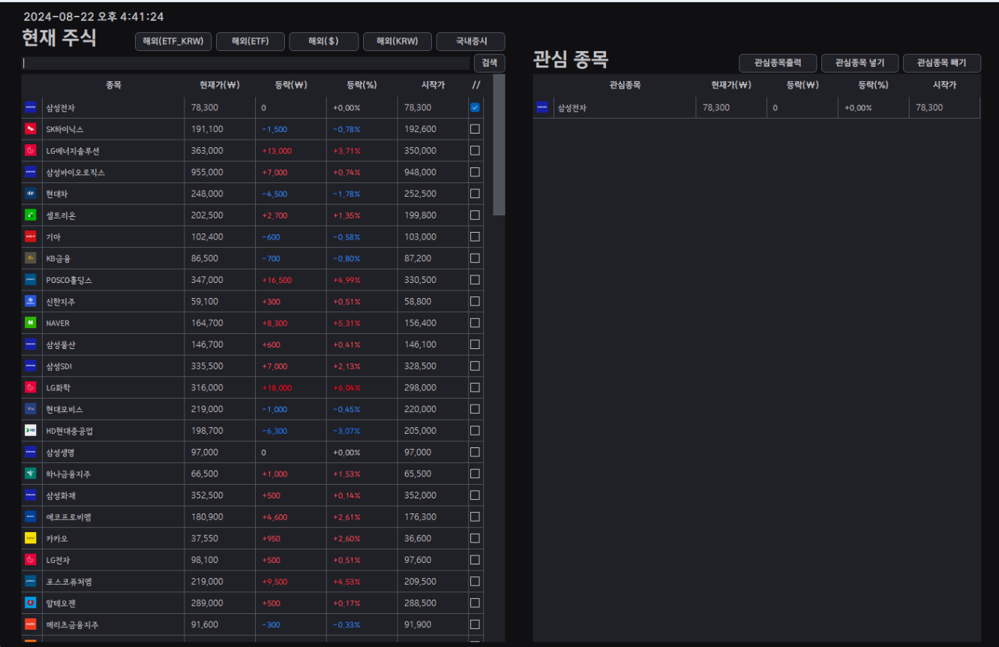 2024-08-22 오후 4:41:24
현재 주식 해외(ETF_KRW) 해외(ETF) 해외($) 해외(KRW) 국내증시
검색
종목 현재가(₩) 등락(₩) 등락(%) 시작가 //
삼성전자 78,300 0 +0.00% 78,300
SK하이닉스 191,100 -1,500 -0.78% 192,600
LG에너지솔루션 363,000 +13,000 +3.71% 350,000
삼성바이오로직스 955,000 +7,000 +0.74% 948,000
현대차 248,000 -4,500 -1.78% 252,500
셀트리온 202,500 +2,700 +1.35% 199,800
기아 102,400 -600 -0.58% 103,000
KB금융 86,500 -700 -0.80% 87,200
POSCO홀딩스 347,000 +16,500 +4.99% 330,500
신한지주 59,100 +300 +0.51% 58,800
NAVER 164,700 +8,300 +5.31% 156,400
삼성물산 146,700 +600 +0.41% 146,100
삼성SDI 335,500 +7,000 +2.13% 328,500
LG화학 316,000 +18,000 +6.04% 298,000
현대모비스 219,000 -1,000 -0.45% 220,000
HD현대중공업 198,700 -6,300 -3.07% 205,000
삼성생명 97,000 0 +0.00% 97,000
하나금융지주 66,500 +1,000 +1.53% 65,500
삼성화재 352,500 +500 +0.14% 352,000
에코프로비엠 180,900 +4,600 +2.61% 176,300
카카오 37,550 +950 +2.60% 36,600
LG전자 98,100 +500 +0.51% 97,600
포스코퓨처엠 219,000 +9,500 +4.53% 209,500
알테오젠 289,000 +500 +0.17% 288,500
메리츠금융지주 91,600 -300 -0.33% 91,900
관심 종목 관심종목출력 관심종목 넣기 관심종목 빼기
관심종목 현재가(₩) 등락(₩) 등락(%) 시작가
삼성전자 78,300 0 +0.00% 78,300